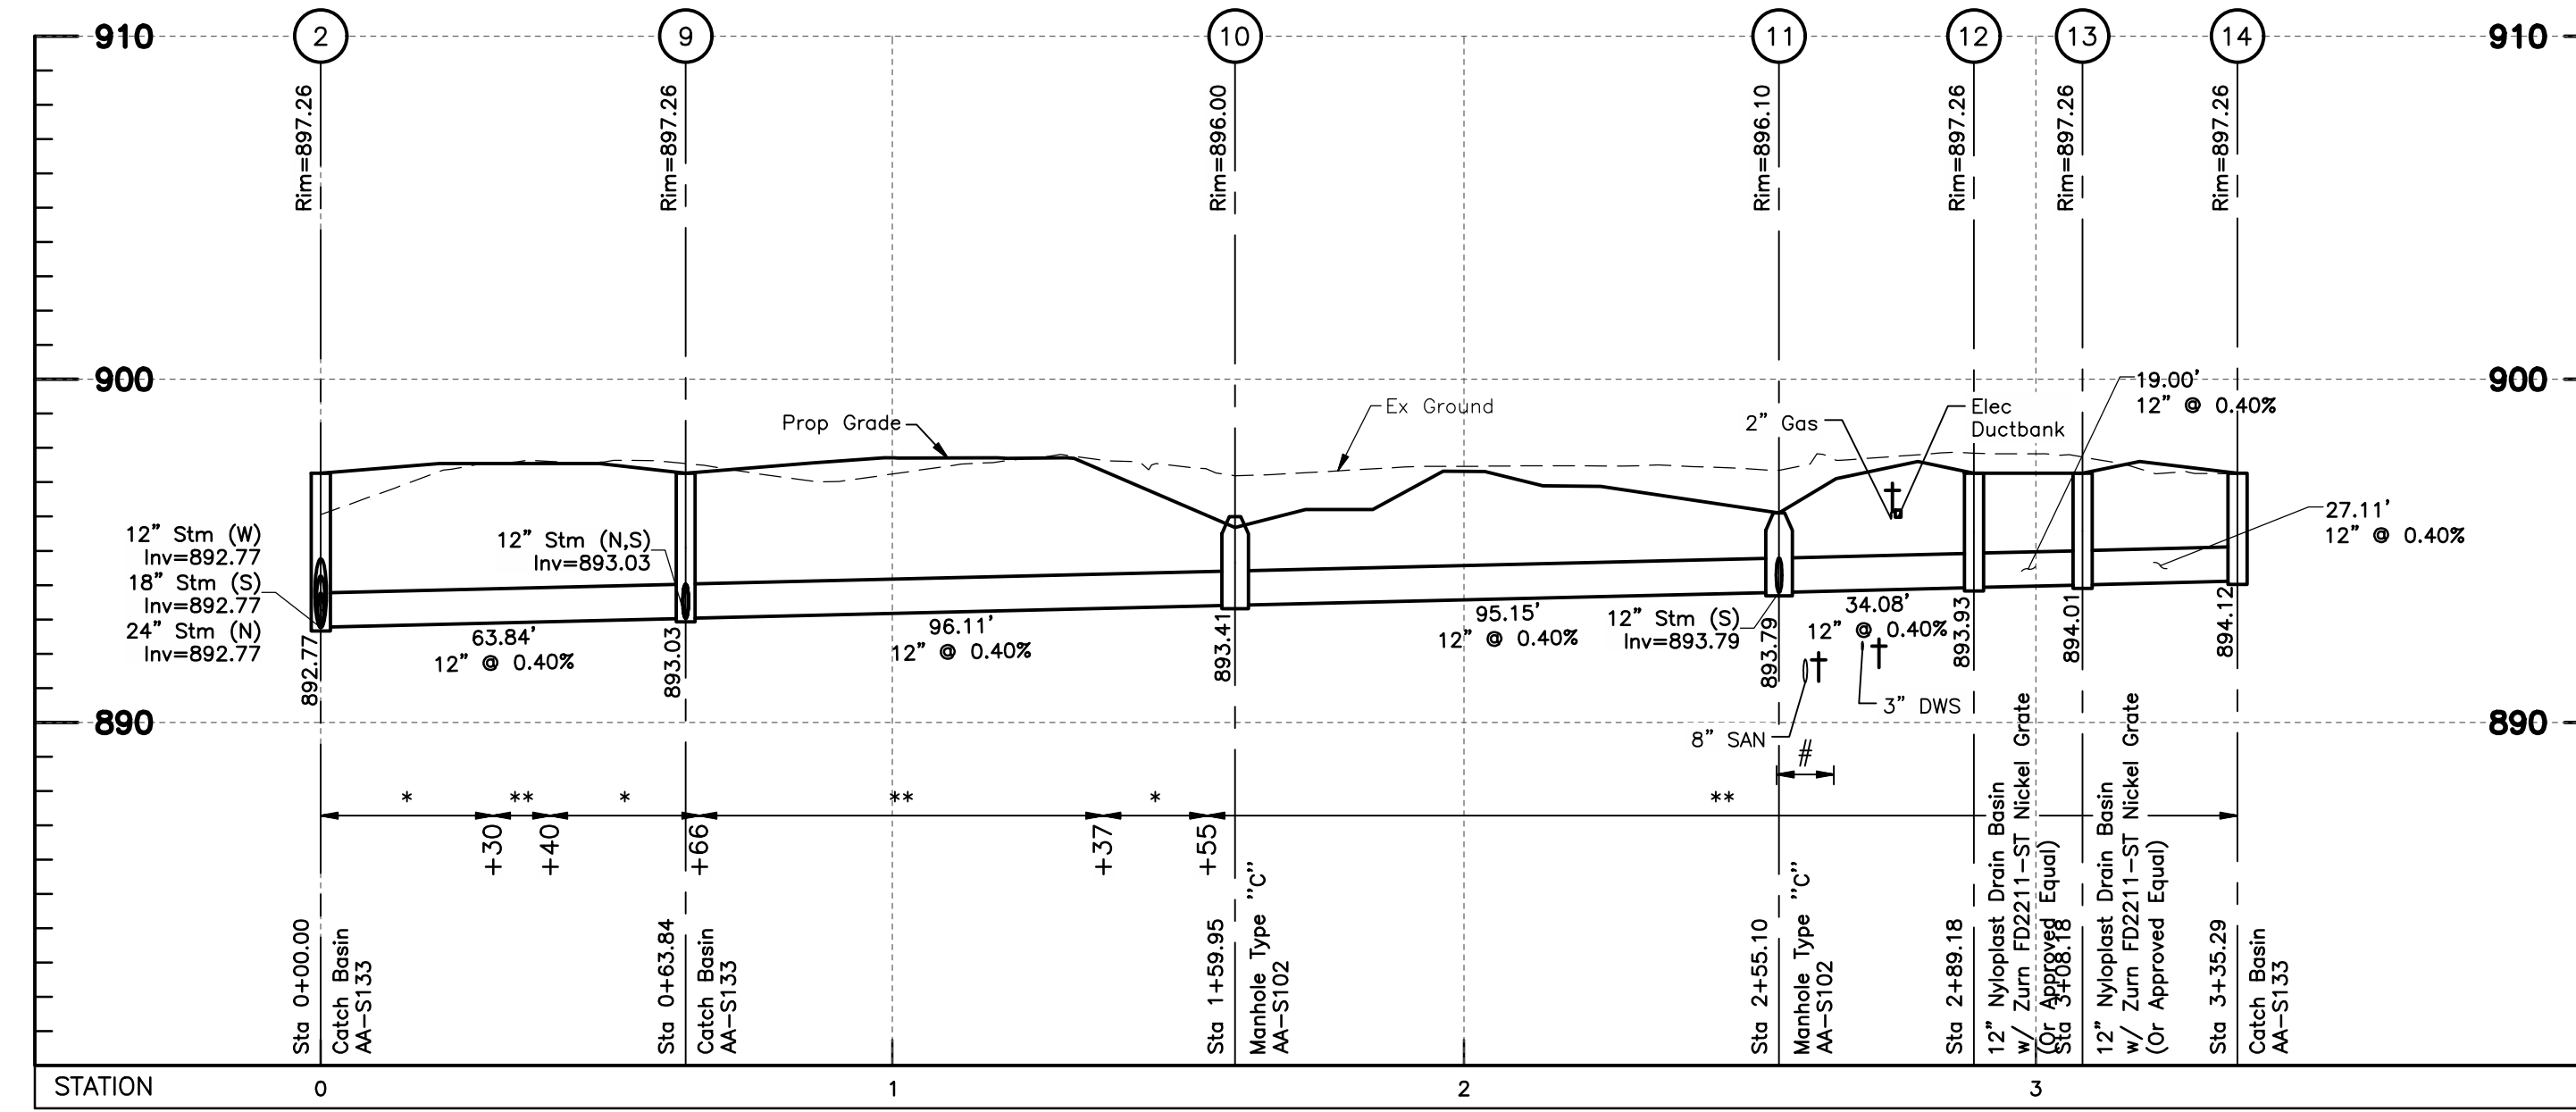 910
2
9
10
11
12
13
14
910
Rim=897.26
Rim=897.26
Rim=896.00
Rim=896.10
Rim=897.26
Rim=897.26
Rim=897.26
900
900
Prop Grade
Ex Ground
2" Gas
Elec
Ductbank
19.00'
12" @ 0.40%
27.11'
12" @ 0.40%
12" Stm (W)
Inv=892.77
18" Stm (S)
Inv=892.77
24" Stm (N)
Inv=892.77
12" Stm (N,S)
Inv=893.03
63.84'
12" @ 0.40%
96.11'
12" @ 0.40%
95.15'
12" @ 0.40%
12" Stm (S)
Inv=893.79
34.08'
12" @ 0.40%
892.77
893.03
893.41
893.79
893.93
894.01
894.12
890
890
8" SAN
3" DWS
#
*
**
*
**
*
**
+30
+40
+66
+37
+55
Sta 0+00.00
Catch Basin
AA-S133
Sta 0+63.84
Catch Basin
AA-S133
Sta 1+59.95
Manhole Type "C"
AA-S102
Sta 2+55.10
Manhole Type "C"
AA-S102
Sta 2+89.18
12" Nyloplast Drain Basin
w/ Zurn FD2211-ST Nickel Grate
(Or Approved Equal)
Sta 3+08.18
12" Nyloplast Drain Basin
w/ Zurn FD2211-ST Nickel Grate
(Or Approved Equal)
Sta 3+35.29
Catch Basin
AA-S133
STATION
0
1
2
3